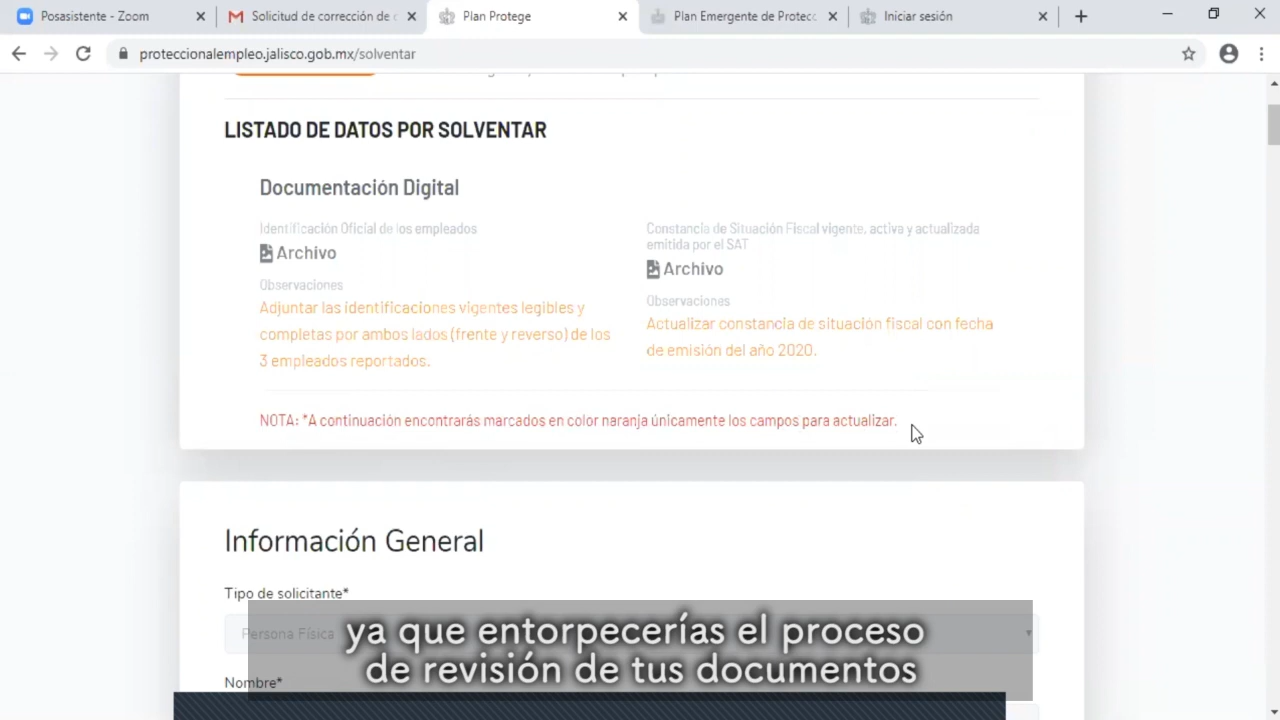 Posasistente - Zoom
Solicitud de corrección de
Plan Protege
Plan Emergente de Protecc
Iniciar sesión
proteccionalempleo.jalisco.gob.mx/solventar
LISTADO DE DATOS POR SOLVENTAR
Documentación Digital
Identificación Oficial de los empleados
Archivo
Observaciones
Adjuntar las identificaciones vigentes legibles y
completas por ambos lados (frente y reverso) de los
3 empleados reportados.
Constancia de Situación Fiscal vigente, activa y actualizada
emitida por el SAT
Archivo
Observaciones
Actualizar constancia de situación fiscal con fecha
de emisión del año 2020.
NOTA: *A continuación encontrarás marcados en color naranja únicamente los campos para actualizar.
Información General
Tipo de solicitante*
Persona Física
ya que entorpecerías el proceso
de revisión de tus documentos
Nombre*